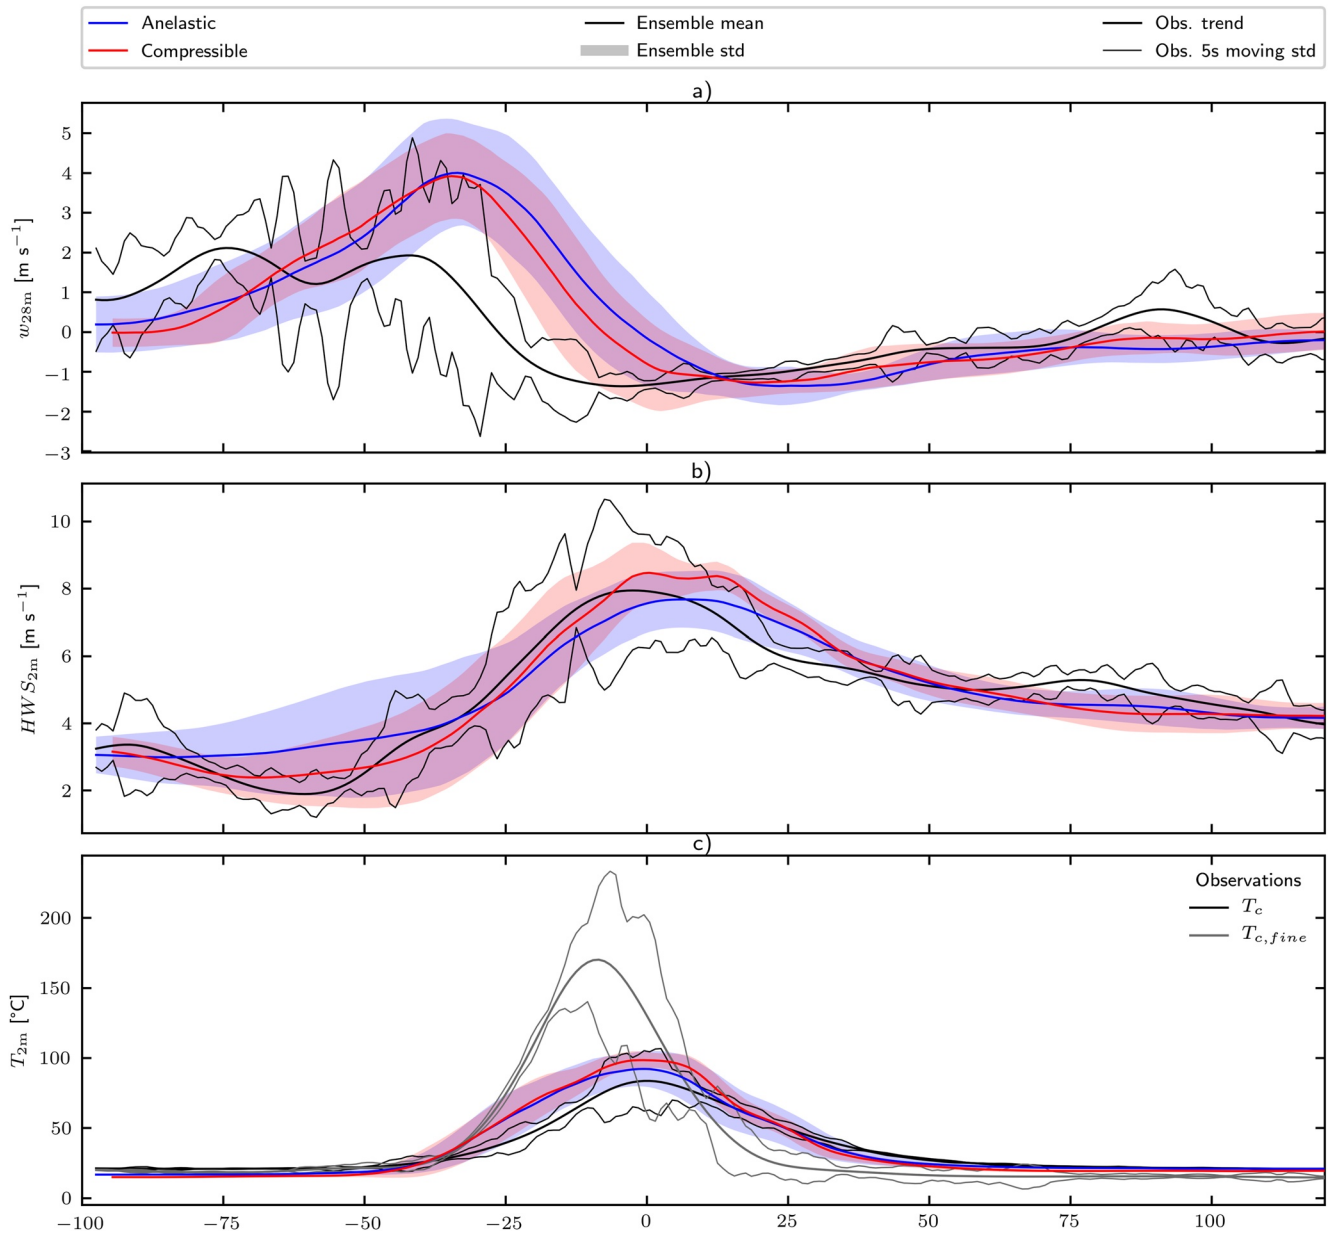 Anelastic
Compressible
Ensemble mean
Ensemble std
Obs. trend
Obs. 5s moving std
a)
5
4
3
2
1
0
−1
−2
−3
w28m [m s−1]
b)
10
8
6
4
2
HWS2m [m s−1]
c)
Observations
Tc
Tc,fine
200
150
100
50
0
T2m [°C]
−100 −75 −50 −25 0 25 50 75 100